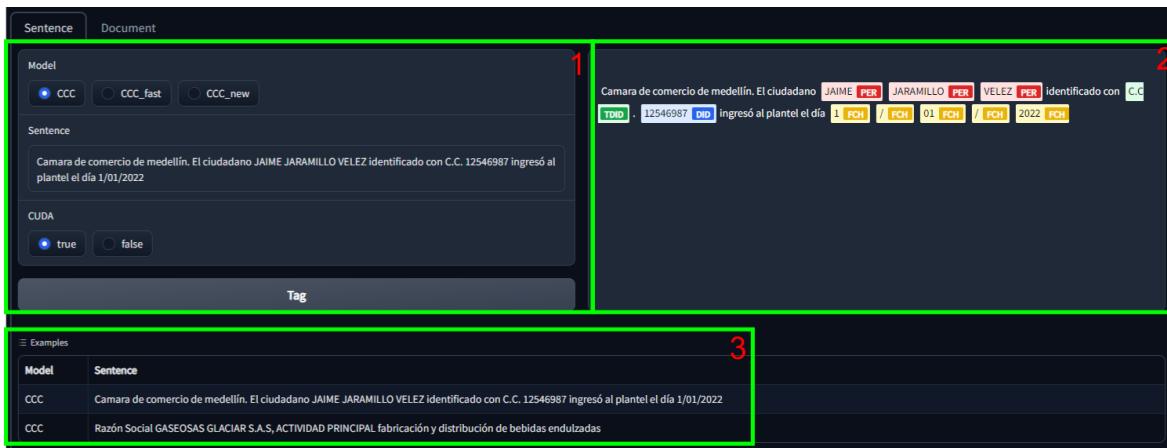 Sentence Document
1
Model
CCC CCC_fast CCC_new
Sentence
Camara de comercio de medellín. El ciudadano JAIME JARAMILLO VELEZ identificado con C.C. 12546987 ingresó al
plantel el día 1/01/2022
CUDA
true false
Tag
2
Camara de comercio de medellín. El ciudadano JAIME PER JARAMILLO PER VELEZ PER identificado con C.C
TDID . 12546987 DID ingresó al plantel el día 1 FCH / FCH 01 FCH / FCH 2022 FCH
3
Examples
Model Sentence
CCC Camara de comercio de medellín. El ciudadano JAIME JARAMILLO VELEZ identificado con C.C. 12546987 ingresó al plantel el día 1/01/2022
CCC Razón Social GASEOSAS GLACIAR S.A.S, ACTIVIDAD PRINCIPAL fabricación y distribución de bebidas endulzadas